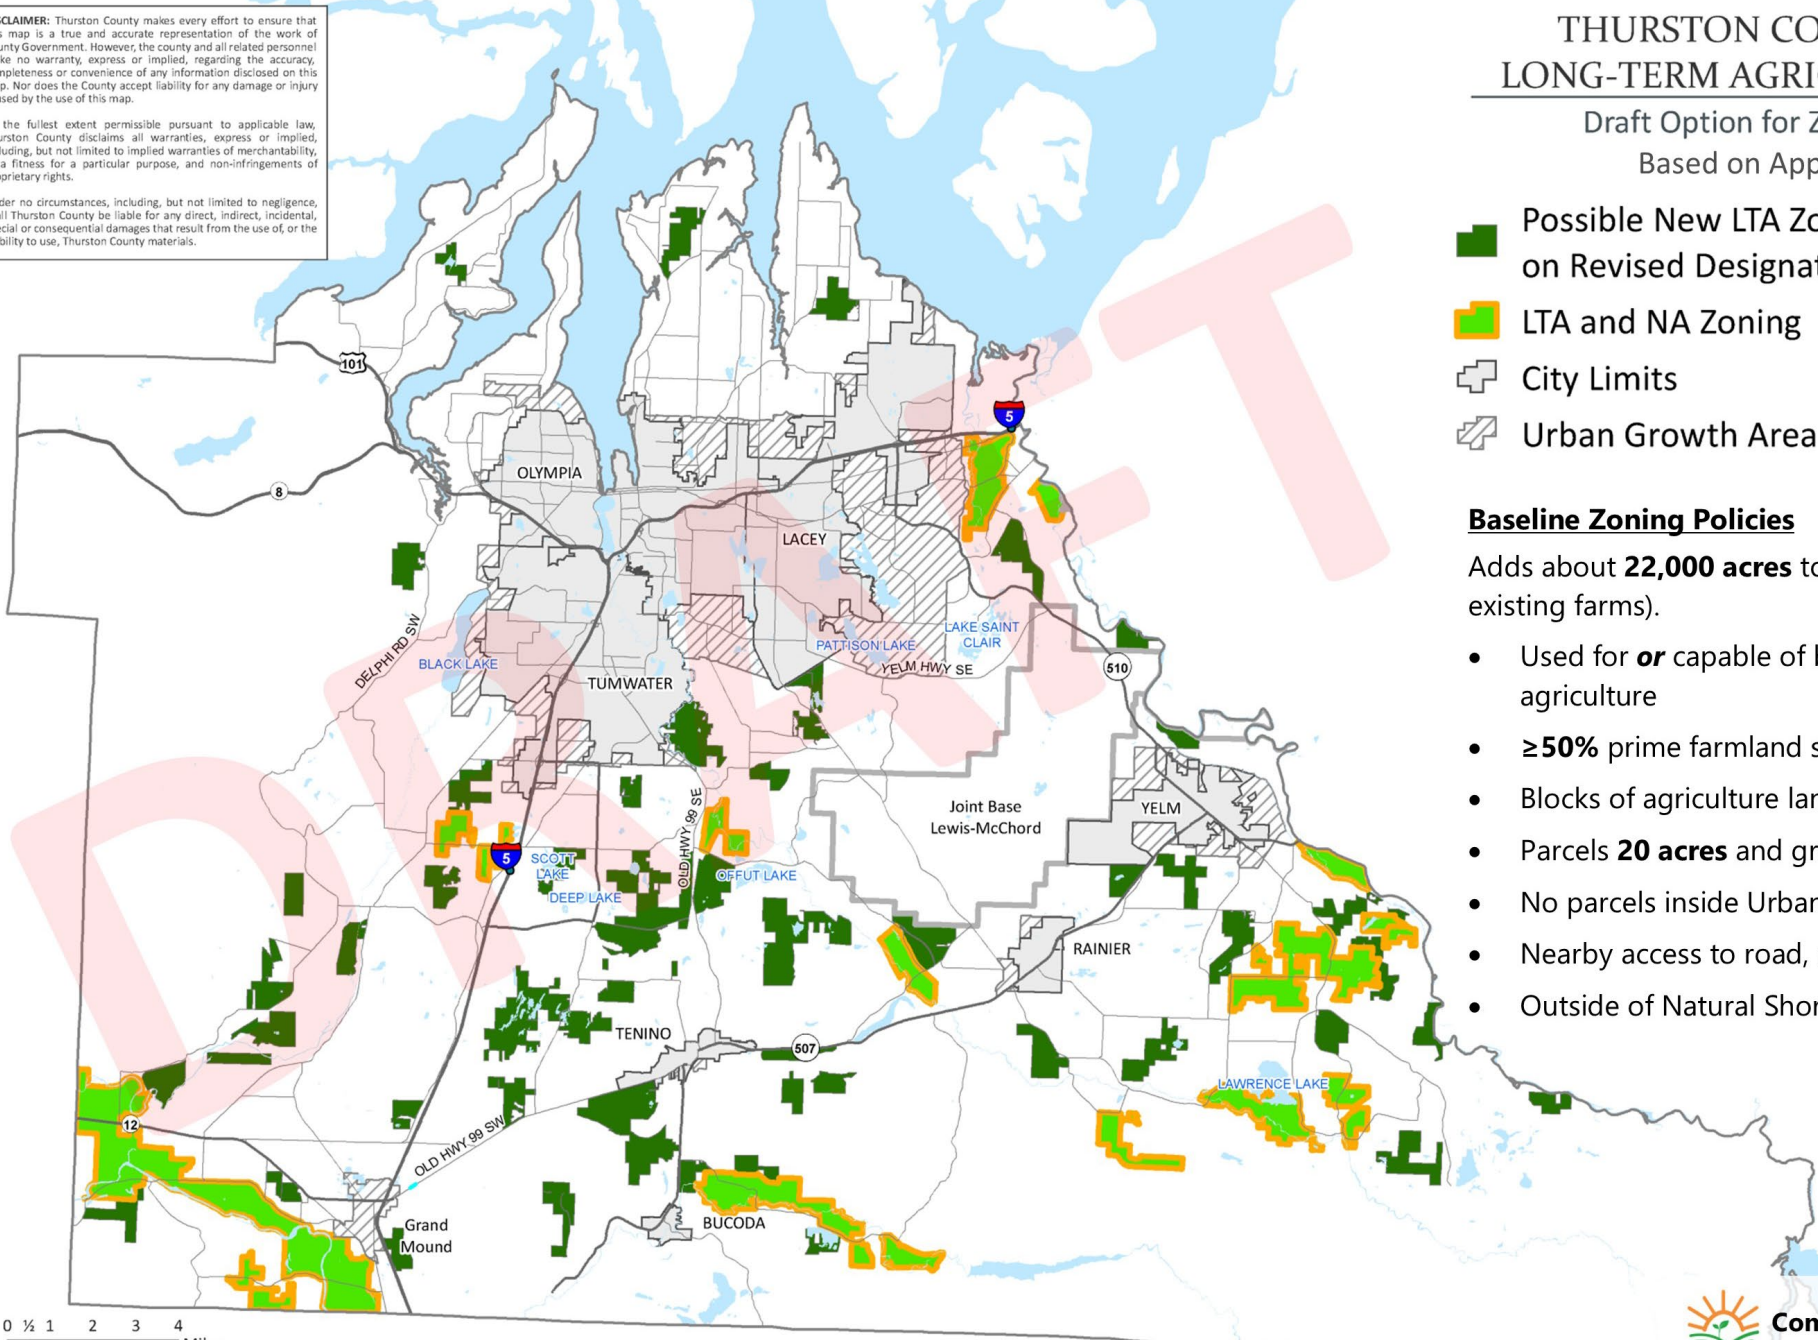 SCLAIMER: Thurston County makes every effort to ensure that
s map is a true and accurate representation of the work of
unty Government. However, the county and all related personnel
ke no warranty, express or implied, regarding the accuracy,
mpleteness or convenience of any information disclosed on this
p. Nor does the County accept liability for any damage or injury
used by the use of this map.
the fullest extent permissible pursuant to applicable law,
urston County disclaims all warranties, express or implied,
luding, but not limited to implied warranties of merchantability,
a fitness for a particular purpose, and non-infringements of
prietary rights.
der no circumstances, including, but not limited to negligence,
all Thurston County be liable for any direct, indirect, incidental,
ecial or consequential damages that result from the use of, or the
bility to use, Thurston County materials.
THURSTON CO
LONG-TERM AGRI
Draft Option for Z
Based on App
Possible New LTA Zo
on Revised Designat
LTA and NA Zoning
City Limits
Urban Growth Area
Baseline Zoning Policies
Adds about 22,000 acres to
existing farms).
• Used for or capable of b
agriculture
• ≥50% prime farmland s
• Blocks of agriculture lan
• Parcels 20 acres and gr
• No parcels inside Urban
• Nearby access to road,
• Outside of Natural Shor
DRAFT
101
8
5
OLYMPIA
LACEY
DELPHI RD SW
BLACK LAKE
TUMWATER
PATTISON LAKE
LAKE SAINT
CLAIR
YELM HWY SE
510
Joint Base
Lewis-McChord
YELM
OLD HWY 99 SE
5
SCOTT
LAKE
DEEP LAKE
OFFUT LAKE
RAINIER
TENINO
507
LAWRENCE LAKE
12
OLD HWY 99 SW
Grand
Mound
BUCODA
0 ½ 1 2 3 4
Con